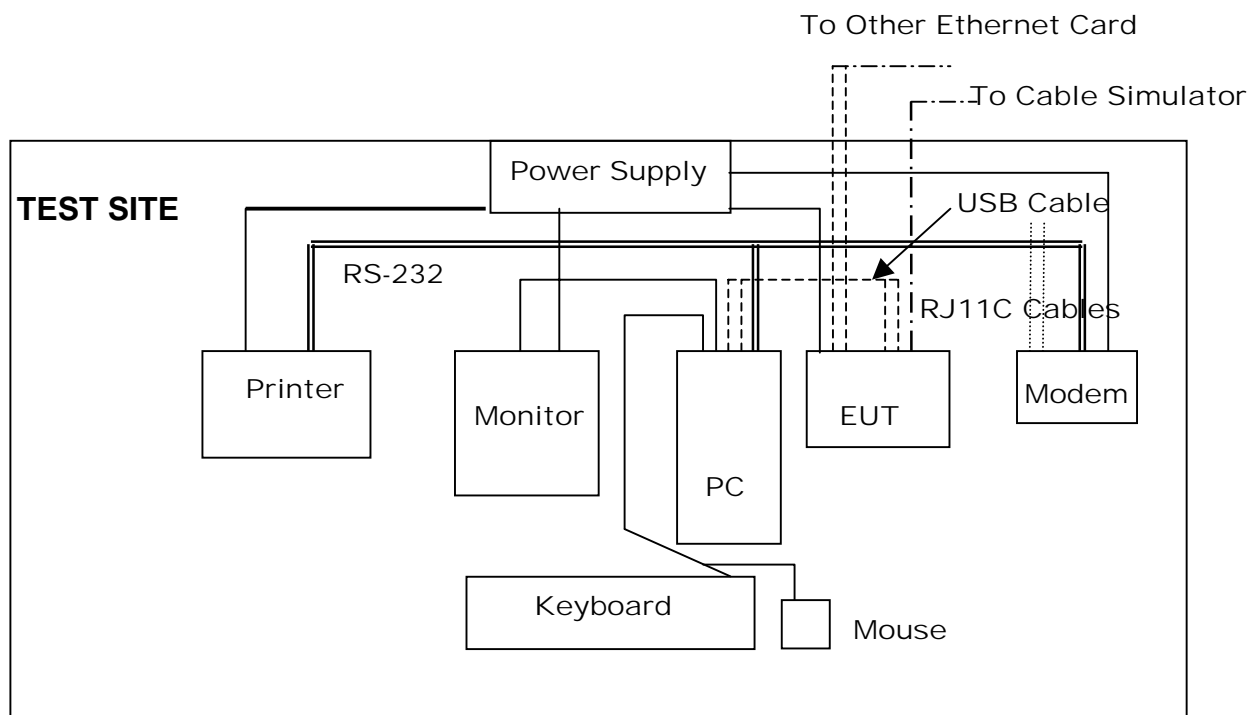 To Other Ethernet Card
To Cable Simulator
Power Supply
TEST SITE
USB Cable
RS-232
RJ11C Cables
Printer
Monitor
PC
EUT
Modem
Keyboard
Mouse